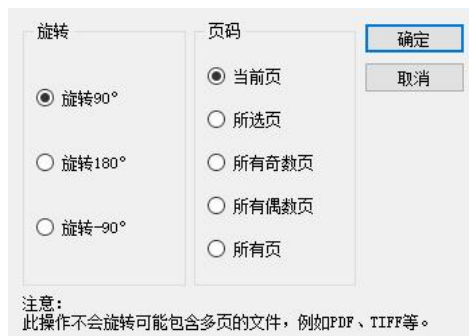 旋转
旋转90°
旋转180°
旋转-90°
页码
当前页
所选页
所有奇数页
所有偶数页
所有页
确定
取消
注意:
此操作不会旋转可能包含多页的文件，例如PDF、TIFF等。